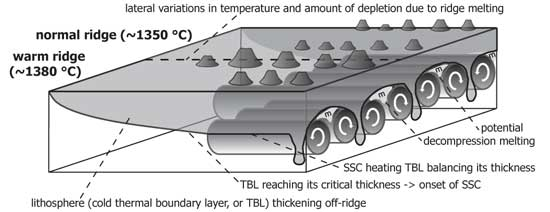 lateral variations in temperature and amount of depletion due to ridge melting
normal ridge (~1350 °C)
warm ridge
(~1380 °C)
E
E
E
potential
decompression melting
SSC heating TBL balancing its thickness
TBL reaching its critical thickness -> onset of SSC
lithosphere (cold thermal boundary layer, or TBL) thickening off-ridge